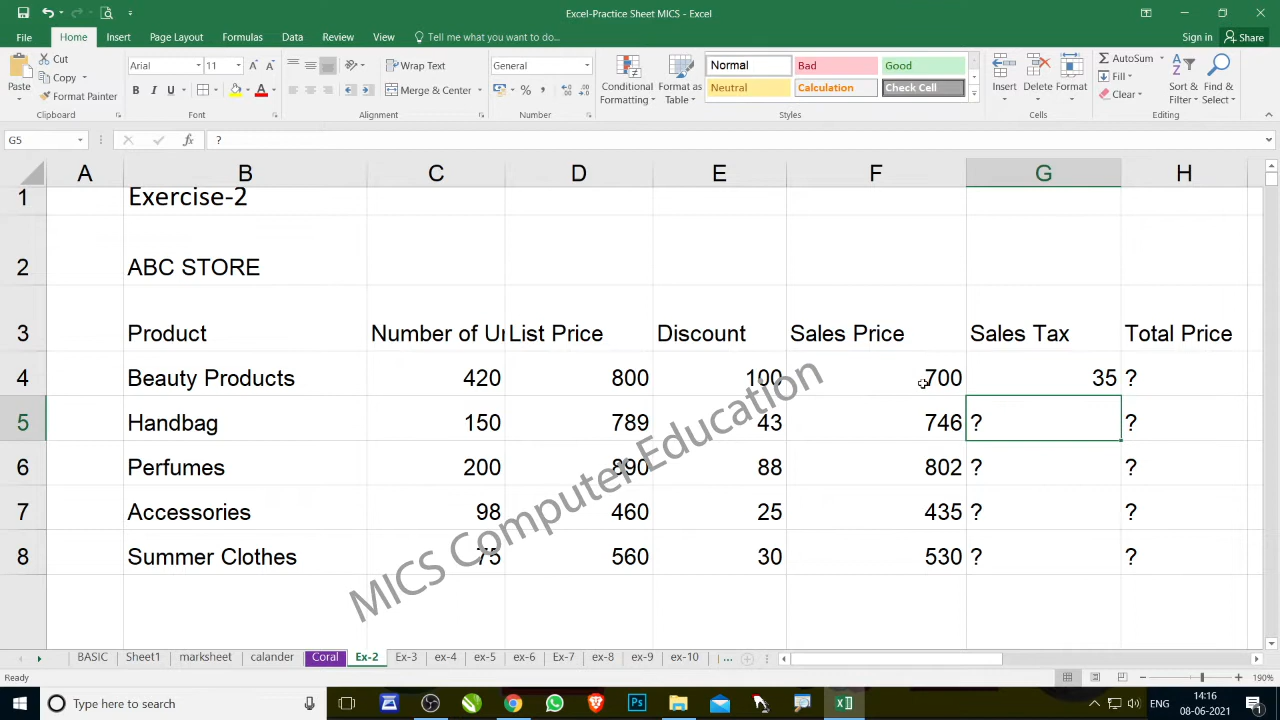 Excel-Practice Sheet MICS - Excel
File Home Insert Page Layout Formulas Data Review View Tell me what you want to do... Sign in Share
Paste Cut Copy Format Painter Clipboard
Arial 11 B I U Font
Wrap Text Merge & Center Alignment
General % , Number
Conditional Formatting Format as Table
Normal Bad Good
Neutral Calculation Check Cell
Styles
Insert Delete Format Cells
AutoSum Fill Clear Sort & Filter Find & Select Editing
G5 fx ?
A B C D E F G H
1 Exercise-2
2 ABC STORE
3 Product Number of Un List Price Discount Sales Price Sales Tax Total Price
4 Beauty Products 420 800 100 700 35 ?
5 Handbag 150 789 43 746 ? ?
6 Perfumes 200 890 88 802 ? ?
7 Accessories 98 460 25 435 ? ?
8 Summer Clothes 75 560 30 530 ? ?
MICS Computer Education
BASIC Sheet1 marksheet calander Coral Ex-2 Ex-3 ex-4 ex-5 ex-6 Ex-7 ex-8 ex-9 ex-10 ...
Ready 190%
Type here to search ENG 14:16
08-06-2021